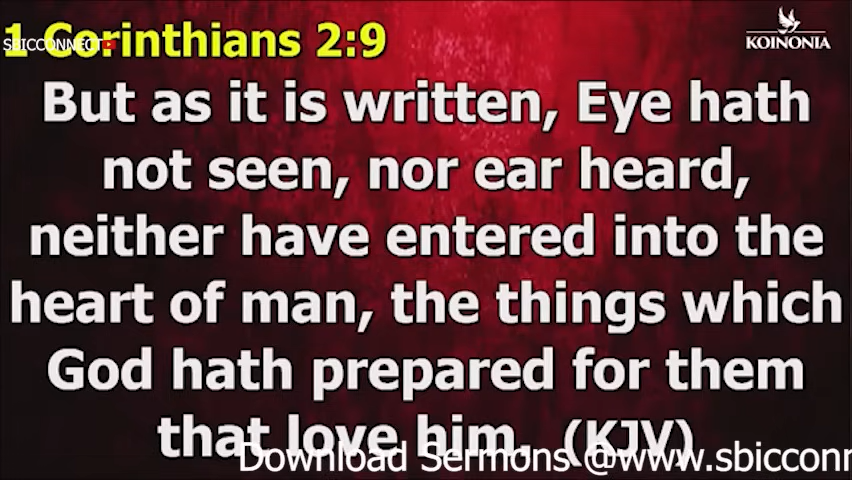 1 Corinthians 2:9
SBICCONNECT
KOINONIA
But as it is written, Eye hath
not seen, nor ear heard,
neither have entered into the
heart of man, the things which
God hath prepared for them
that love him. (KJV)
Download Sermons @www.sbicconn